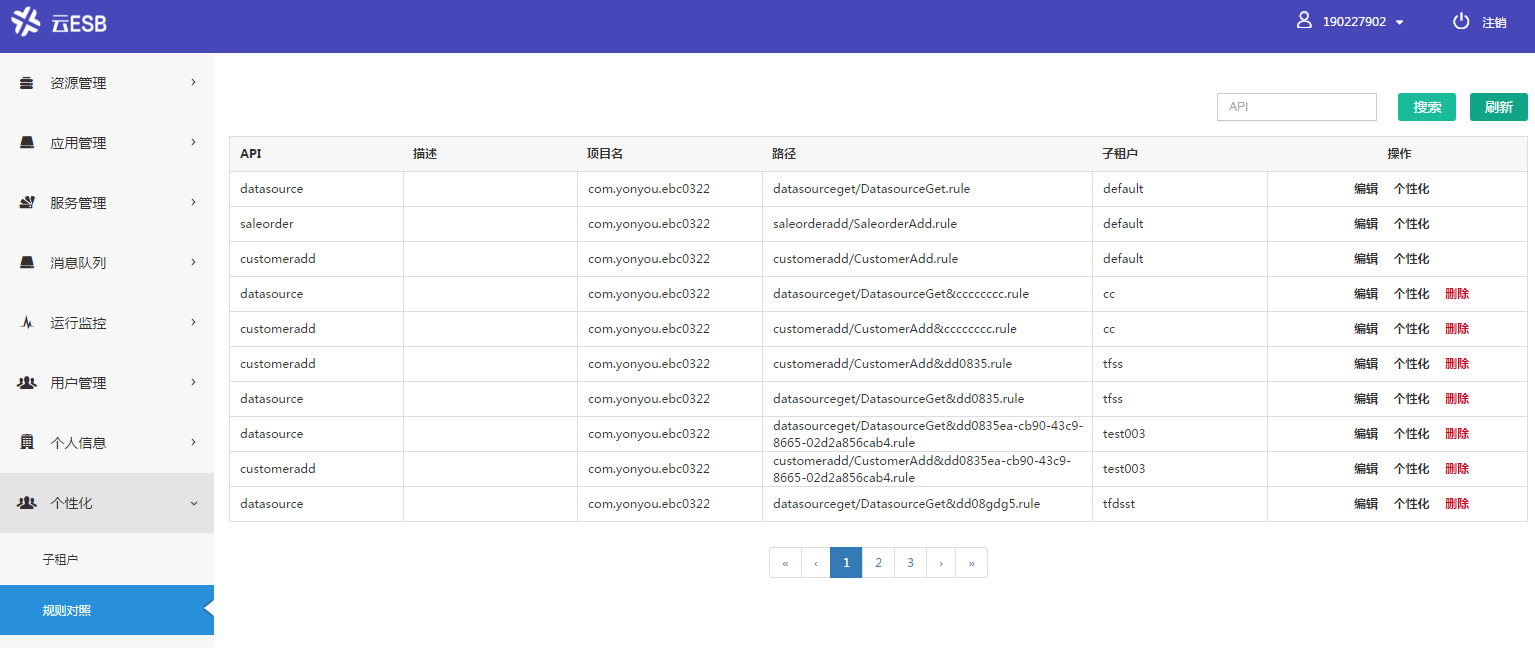 云ESB
190227902
注销
资源管理
应用管理
服务管理
消息队列
运行监控
用户管理
个人信息
个性化
子租户
规则对照
API 搜索 刷新
API 描述 项目名 路径 子租户 操作
datasource com.yonyou.ebc0322 datasourceget/DatasourceGet.rule default 编辑 个性化
saleorder com.yonyou.ebc0322 saleorderadd/SaleorderAdd.rule default 编辑 个性化
customeradd com.yonyou.ebc0322 customeradd/CustomerAdd.rule default 编辑 个性化
datasource com.yonyou.ebc0322 datasourceget/DatasourceGet&cccccccc.rule cc 编辑 个性化 删除
customeradd com.yonyou.ebc0322 customeradd/CustomerAdd&cccccccc.rule cc 编辑 个性化 删除
customeradd com.yonyou.ebc0322 customeradd/CustomerAdd&dd0835.rule tfss 编辑 个性化 删除
datasource com.yonyou.ebc0322 datasourceget/DatasourceGet&dd0835.rule tfss 编辑 个性化 删除
datasource com.yonyou.ebc0322 datasourceget/DatasourceGet&dd0835ea-cb90-43c9-
8665-02d2a856cab4.rule test003 编辑 个性化 删除
customeradd com.yonyou.ebc0322 customeradd/CustomerAdd&dd0835ea-cb90-43c9-
8665-02d2a856cab4.rule test003 编辑 个性化 删除
datasource com.yonyou.ebc0322 datasourceget/DatasourceGet&dd08gdg5.rule tfdsst 编辑 个性化 删除
« ‹ 1 2 3 › »